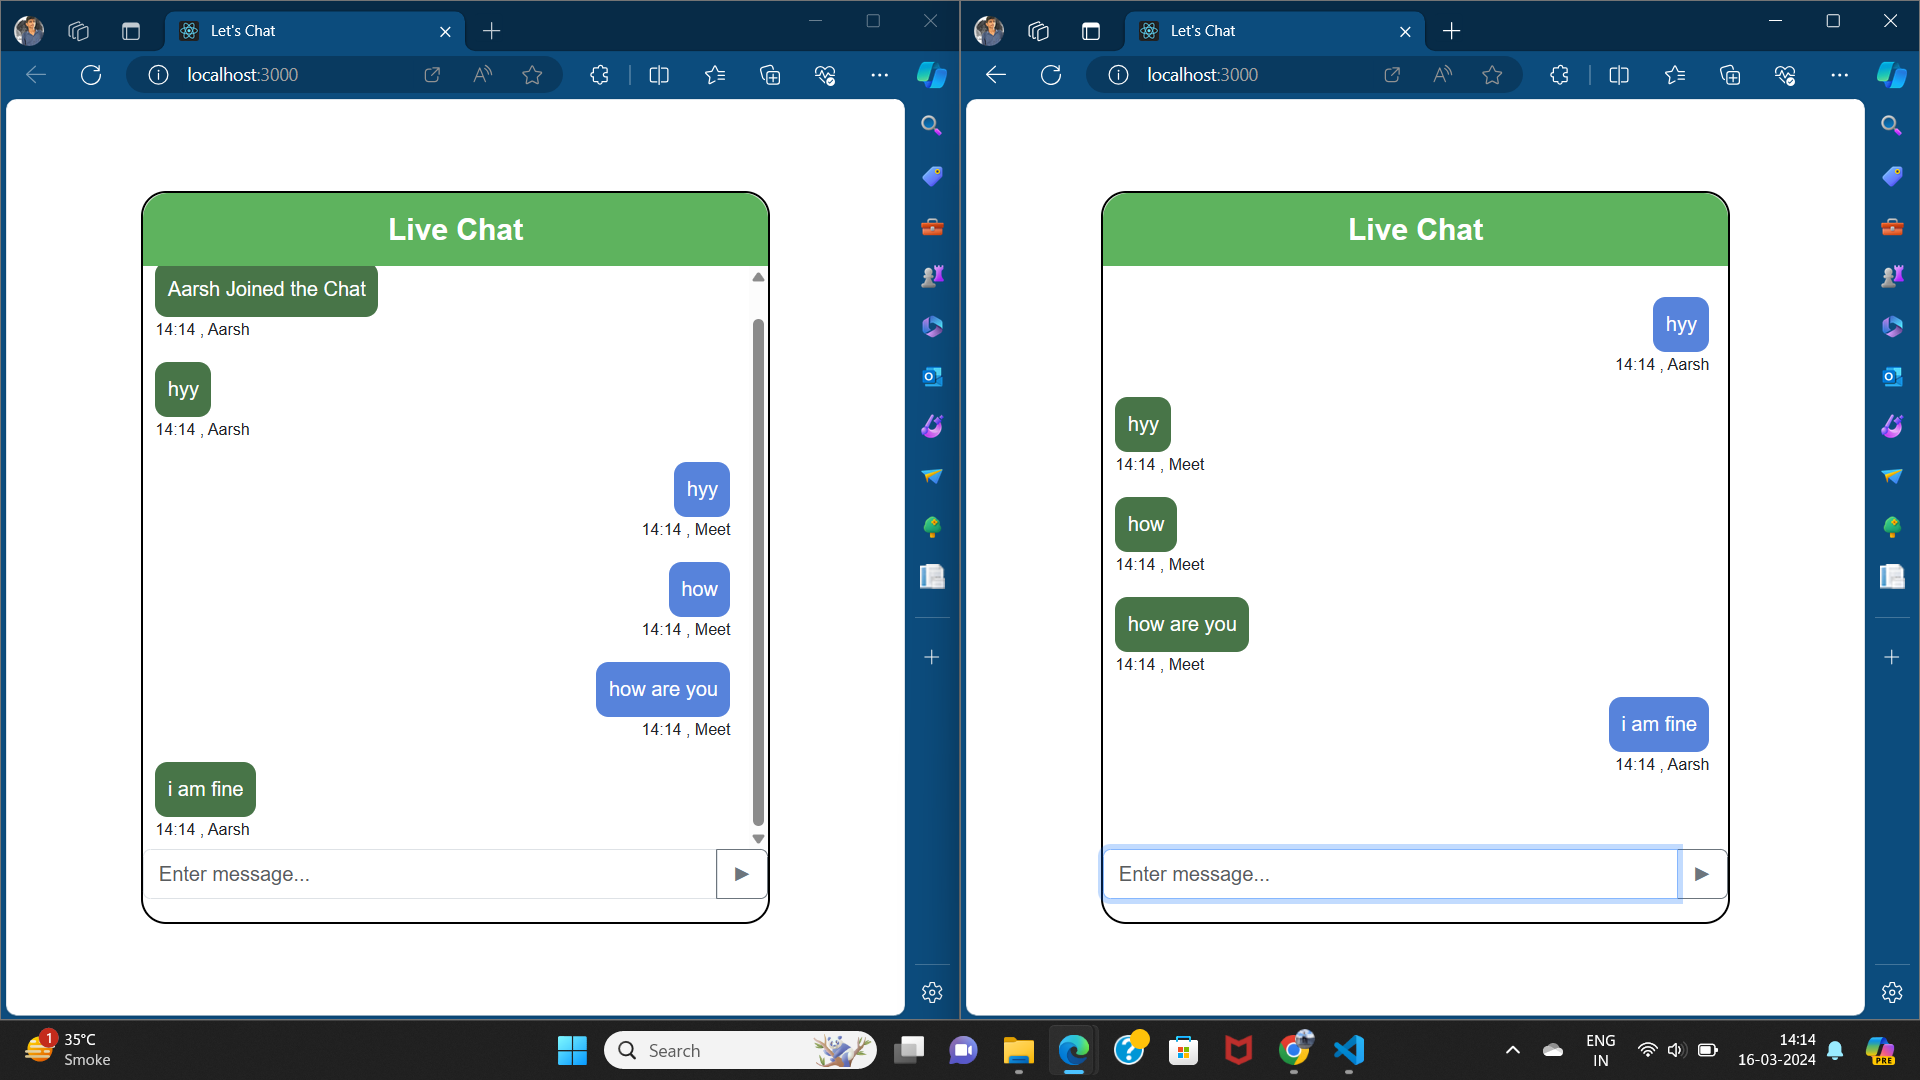 Let's Chat
localhost:3000
Live Chat
Aarsh Joined the Chat
14:14 , Aarsh
hyy
14:14 , Aarsh
hyy
14:14 , Meet
how
14:14 , Meet
how are you
14:14 , Meet
i am fine
14:14 , Aarsh
Enter message...
Let's Chat
localhost:3000
Live Chat
hyy
14:14 , Aarsh
hyy
14:14 , Meet
how
14:14 , Meet
how are you
14:14 , Meet
i am fine
14:14 , Aarsh
Enter message...
1
35°C
Smoke
Search
ENG
IN
14:14
16-03-2024
PRE